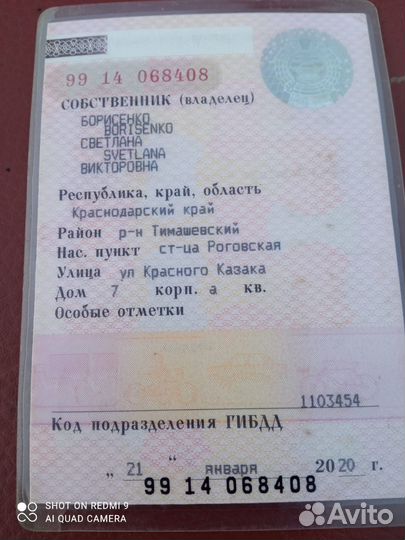 99 14 068408
СОБСТВЕННИК (владелец)
БОРИСЕНКО
BORISENKO
СВЕТЛАНА
SVETLANA
ВИКТОРОВНА
Республика, край, область
Краснодарский край
Район р-н Тимашевский
Нас. пункт ст-ца Роговская
Улица ул Красного Казака
Дом 7 корп. а кв.
Особые отметки
1103454
Код подразделения ГИБДД
„ 21 “ января 2020 г.
99 14 068408
SHOT ON REDMI 9
AI QUAD CAMERA
Avito